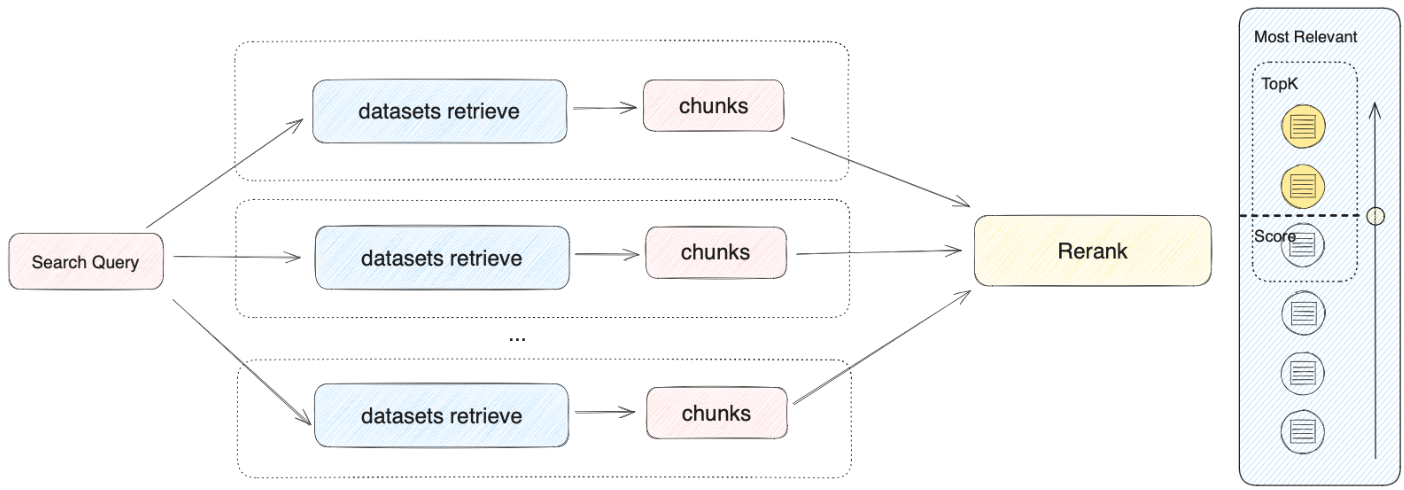 Search Query
datasets retrieve
chunks
datasets retrieve
chunks
...
datasets retrieve
chunks
Rerank
Most Relevant
TopK
Score